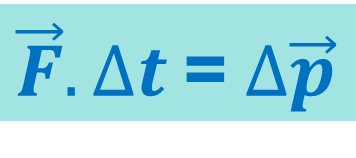 F⃗. Δt = Δp⃗